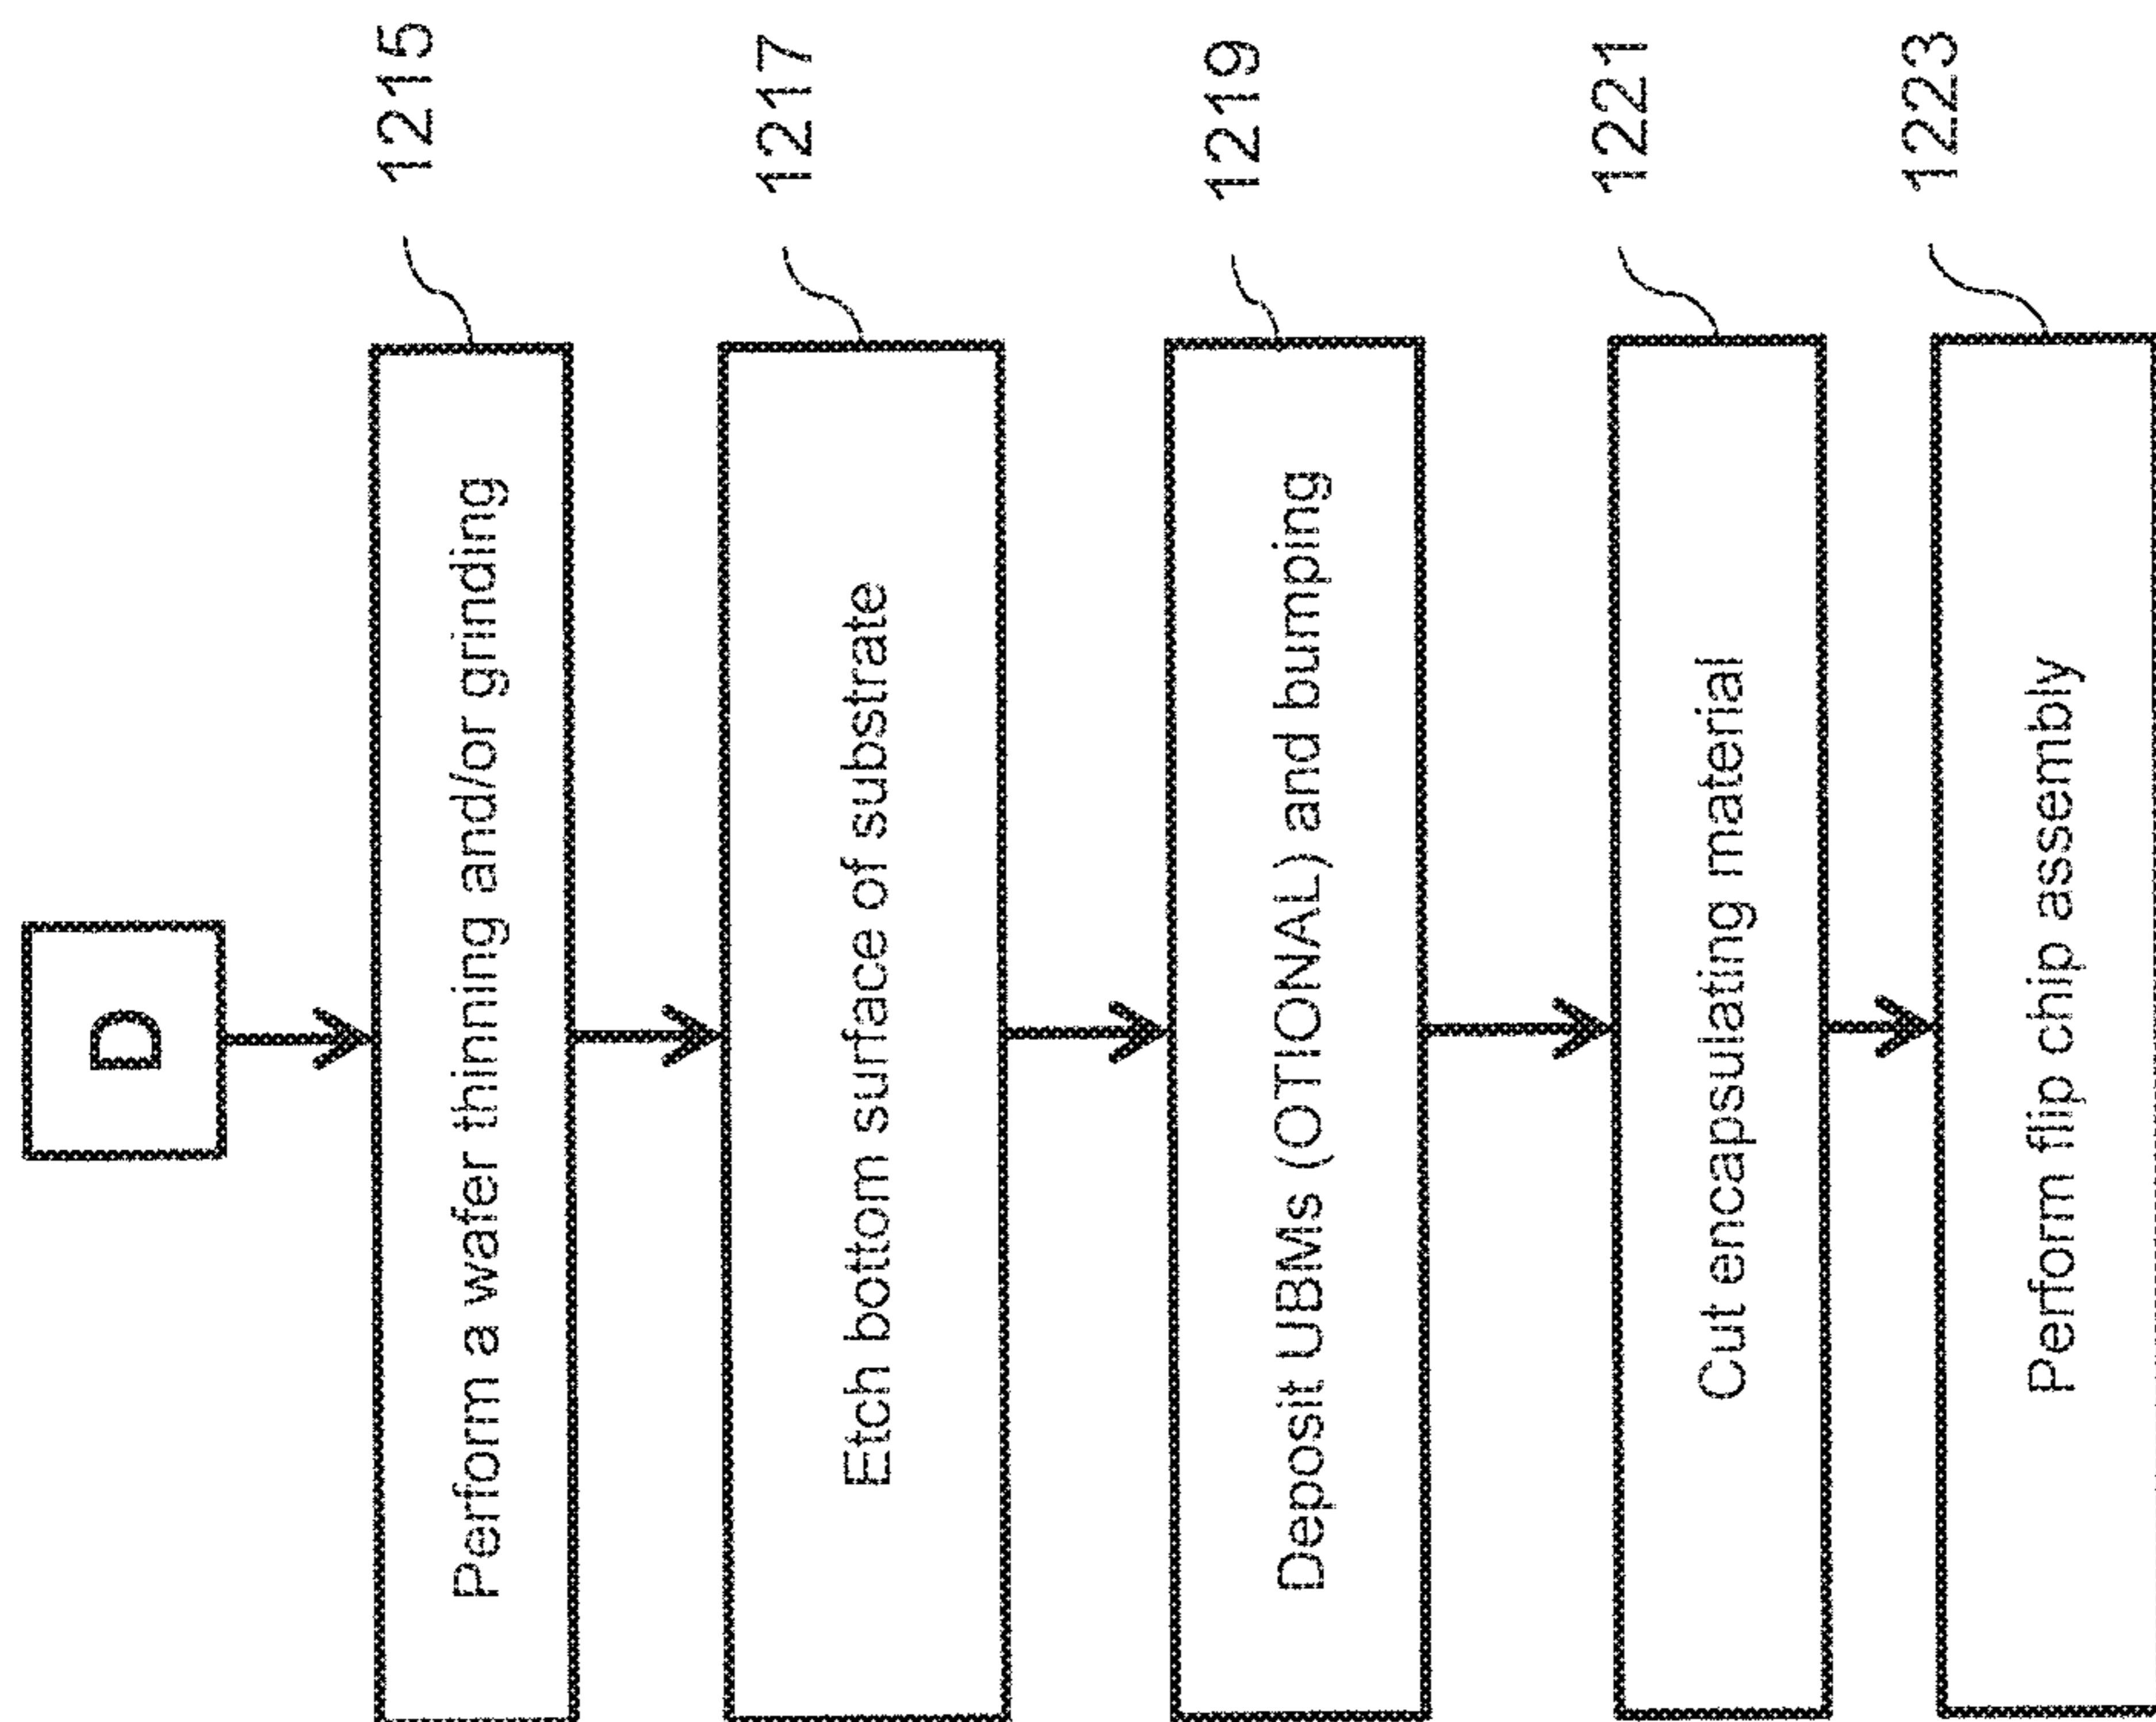 D
Perform a wafer thinning and/or grinding
1215
Etch bottom surface of substrate
1217
Deposit UBMs (OTIONAL) and bumping
1219
Cut encapsulating material
1221
Perform flip chip assembly
1223